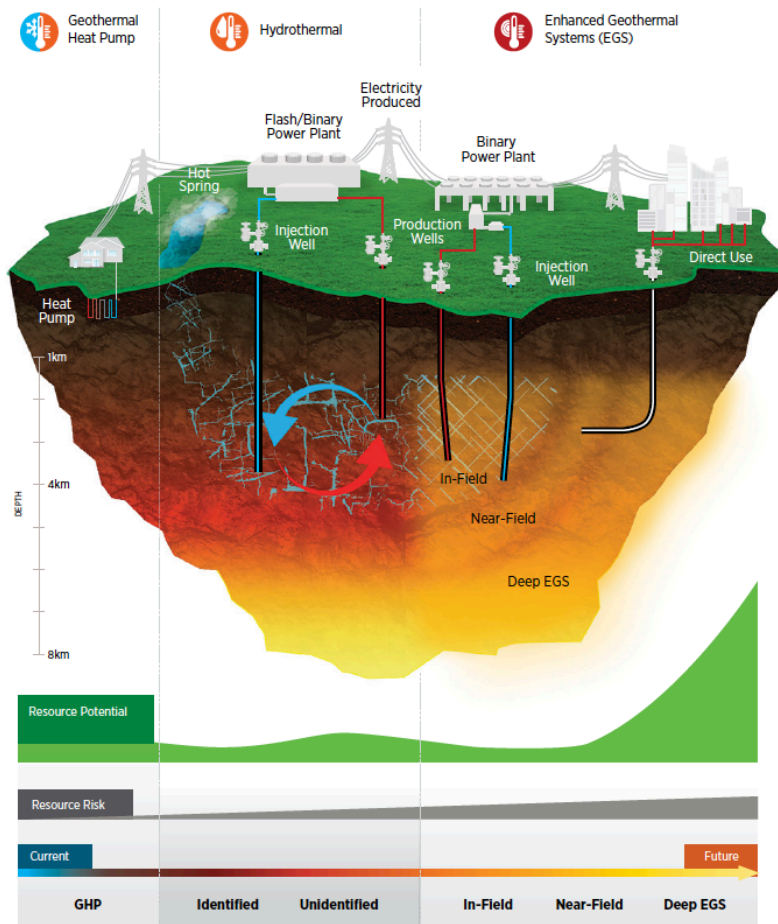 Geothermal
Heat Pump
Hydrothermal
Enhanced Geothermal
Systems (EGS)
Electricity
Produced
Flash/Binary
Power Plant
Binary
Power Plant
Hot
Spring
Injection
Well
Production
Wells
Injection
Well
Direct Use
Heat
Pump
1km
4km
8km
DEPTH
In-Field
Near-Field
Deep EGS
Resource Potential
Resource Risk
Current
Future
GHP
Identified
Unidentified
In-Field
Near-Field
Deep EGS